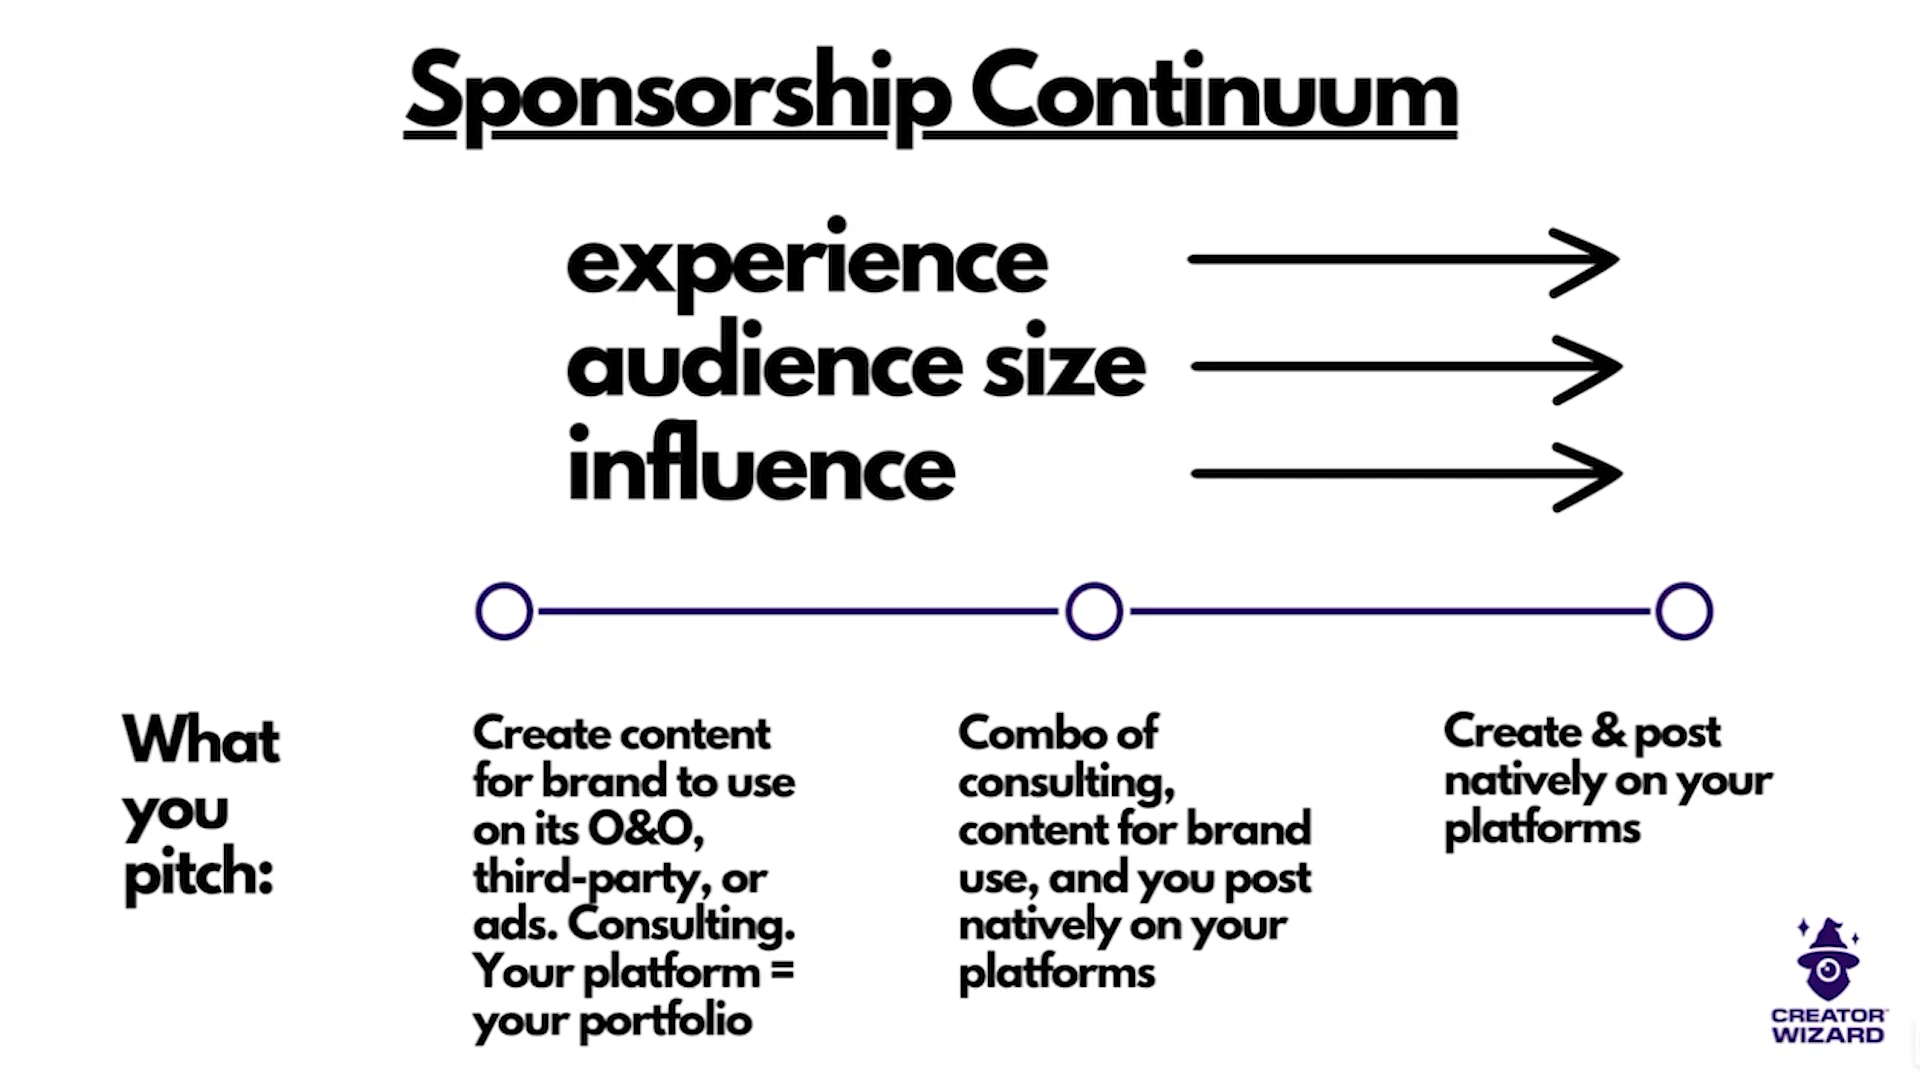 Sponsorship Continuum
experience
audience size
influence
What
you
pitch:
Create content
for brand to use
on its O&O,
third-party, or
ads. Consulting.
Your platform =
your portfolio
Combo of
consulting,
content for brand
use, and you post
natively on your
platforms
Create & post
natively on your
platforms
CREATOR
WIZARD